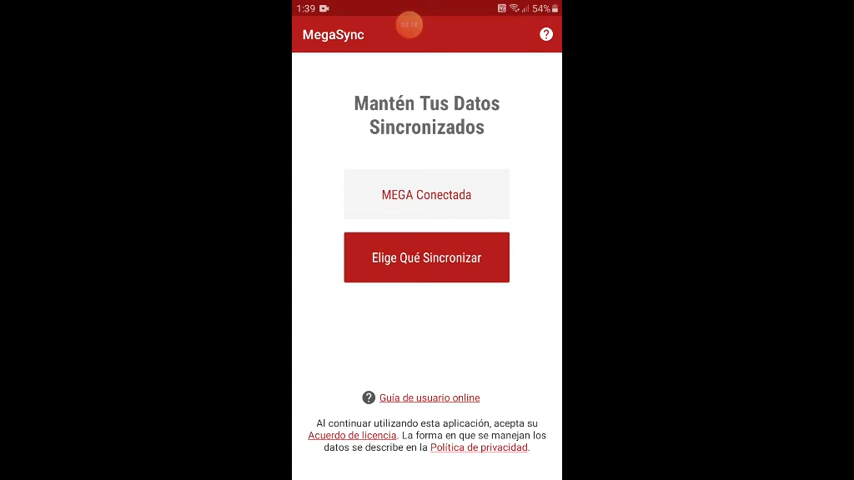 1:39 54%
MegaSync
Mantén Tus Datos
Sincronizados
MEGA Conectada
Elige Qué Sincronizar
Guía de usuario online
Al continuar utilizando esta aplicación, acepta su
Acuerdo de licencia. La forma en que se manejan los
datos se describe en la Política de privacidad.